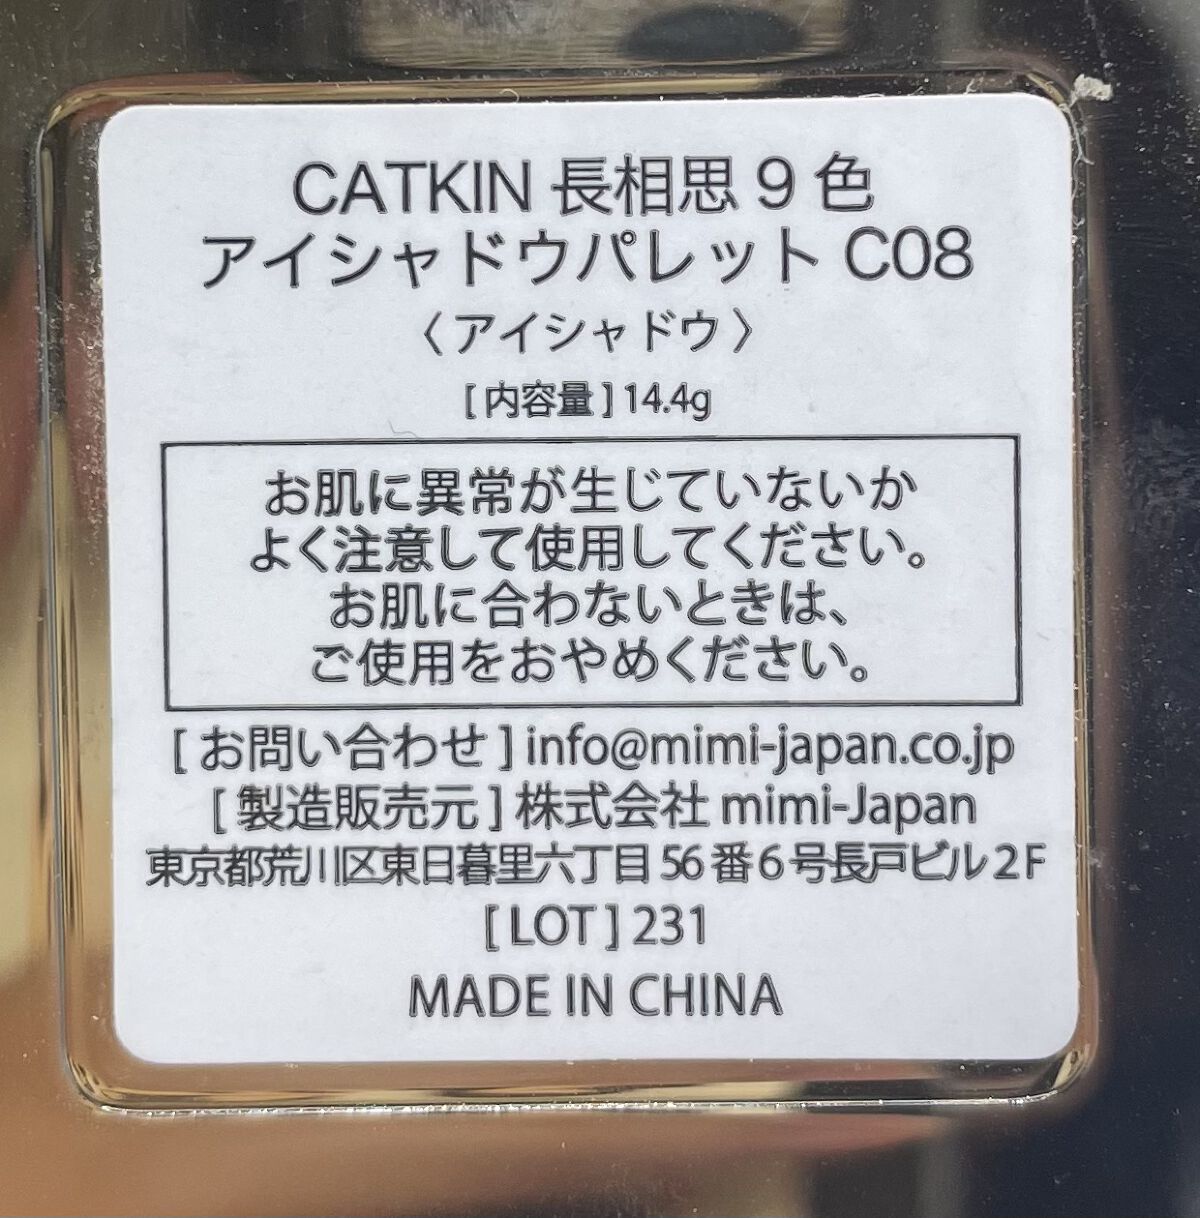 CATKIN 長相思 9 色
アイシャドウパレット C08
〈アイシャドウ〉
[ 内容量 ] 14.4g
お肌に異常が生じていないか
よく注意して使用してください。
お肌に合わないときは、
ご使用をおやめください。
[ お問い合わせ ] info@mimi-japan.co.jp
[ 製造販売元 ] 株式会社 mimi-Japan
東京都荒川区東日暮里六丁目 56 番 6 号長戸ビル 2 F
[ LOT ] 231
MADE IN CHINA